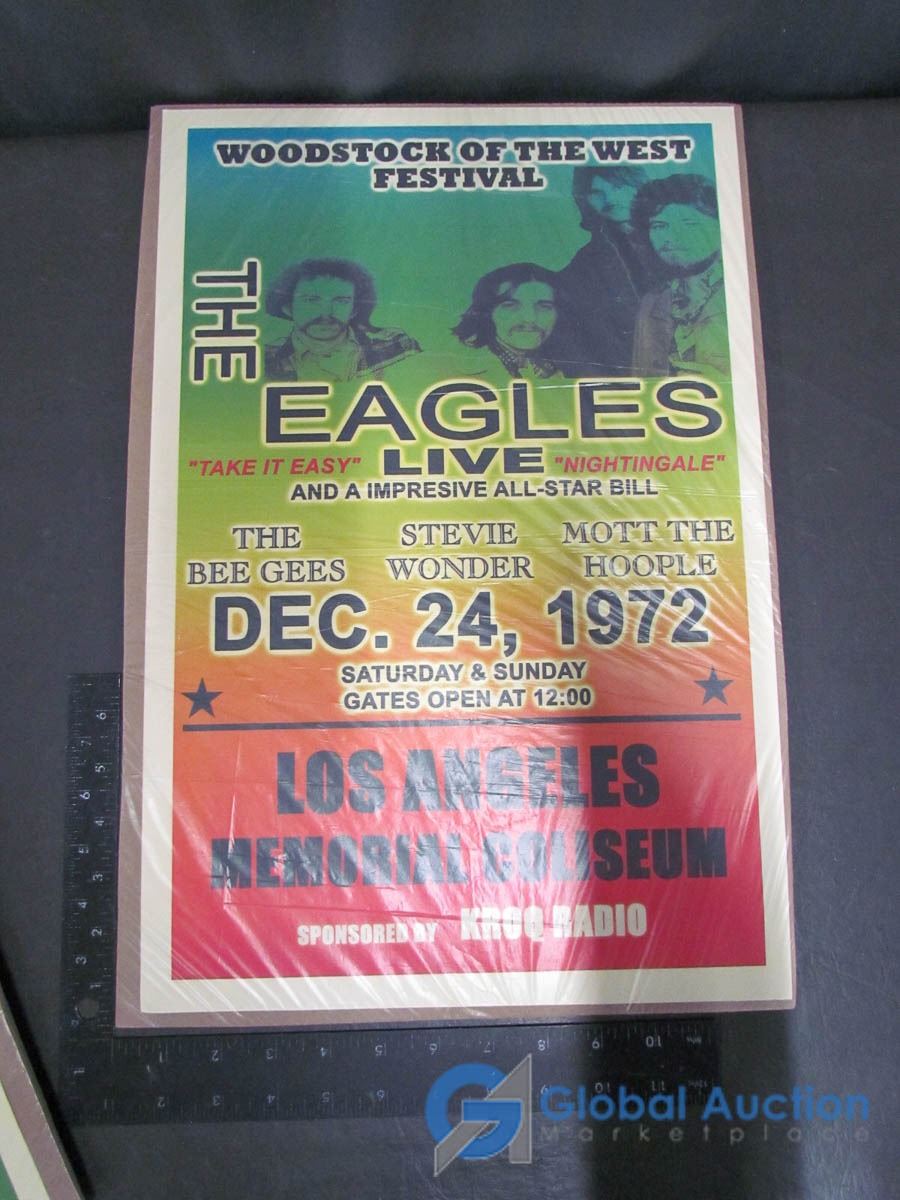 WOODSTOCK OF THE WEST
FESTIVAL
THE
EAGLES
"TAKE IT EASY" LIVE "NIGHTINGALE"
AND A IMPRESIVE ALL-STAR BILL
THE BEE GEES
STEVIE WONDER
MOTT THE HOOPLE
DEC. 24, 1972
SATURDAY & SUNDAY
GATES OPEN AT 12:00
LOS ANGELES
MEMORIAL COLISEUM
SPONSORED BY KROQ RADIO
Global Auction
Marketplace